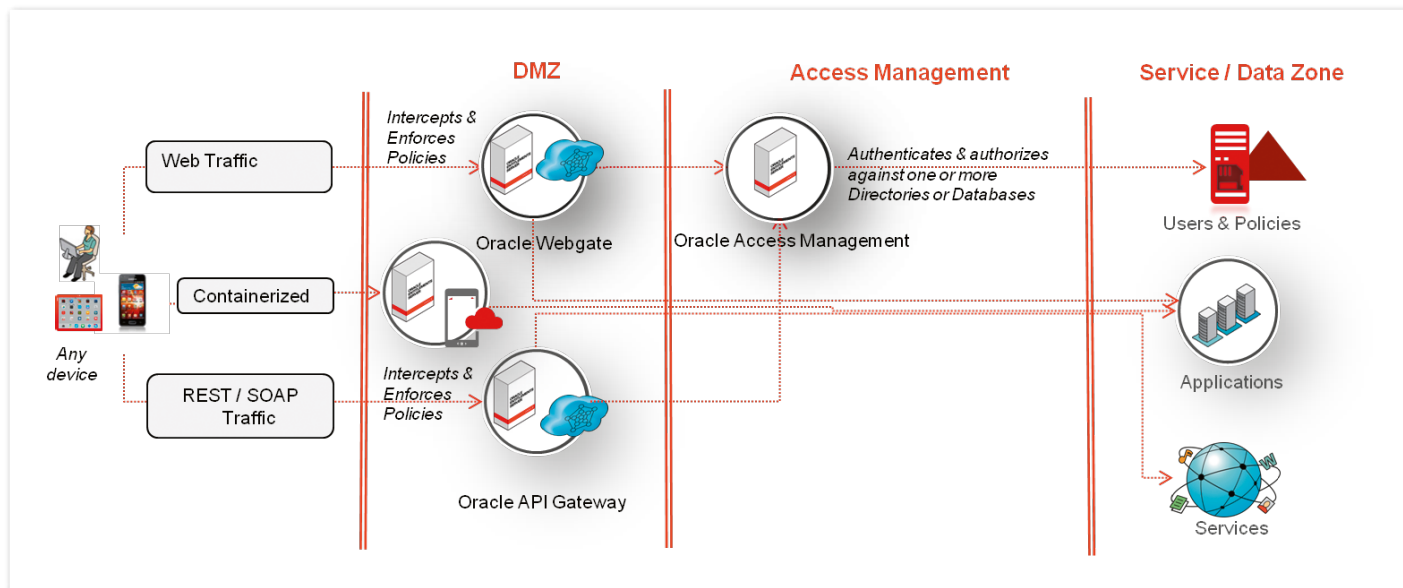 DMZ
Access Management
Service / Data Zone
Intercepts &
Enforces
Policies
Web Traffic
Authenticates & authorizes
against one or more
Directories or Databases
Users & Policies
Oracle Webgate
Oracle Access Management
Containerized
Any
device
Intercepts &
Enforces
Policies
REST / SOAP
Traffic
Applications
W
Oracle API Gateway
Services